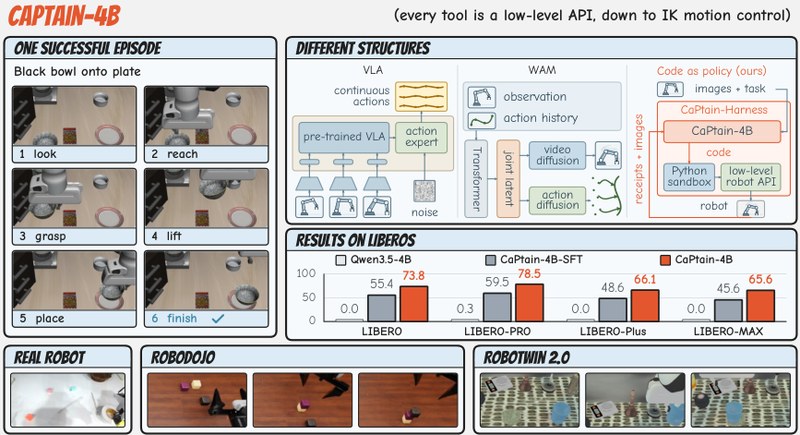 CAPTAIN-4B
(every tool is a low-level API, down to IK motion control)
ONE SUCCESSFUL EPISODE
Black bowl onto plate
1 look
2 reach
3 grasp
4 lift
5 place
6 finish ✓
DIFFERENT STRUCTURES
VLA
continuous
actions
pre-trained VLA
action
expert
noise
WAM
observation
action history
Transformer
joint latent
video
diffusion
action
diffusion
Code as policy (ours)
images + task
CaPtain-Harness
CaPtain-4B
code
Python
sandbox
low-level
robot API
robot
receipts + images
RESULTS ON LIBEROS
Qwen3.5-4B
CaPtain-4B-SFT
CaPtain-4B
100
50
0
0.0
55.4
73.8
0.3
59.5
78.5
0.0
48.6
66.1
0.0
45.6
65.6
LIBERO
LIBERO-PRO
LIBERO-Plus
LIBERO-MAX
REAL ROBOT
ROBODOJO
ROBOTWIN 2.0